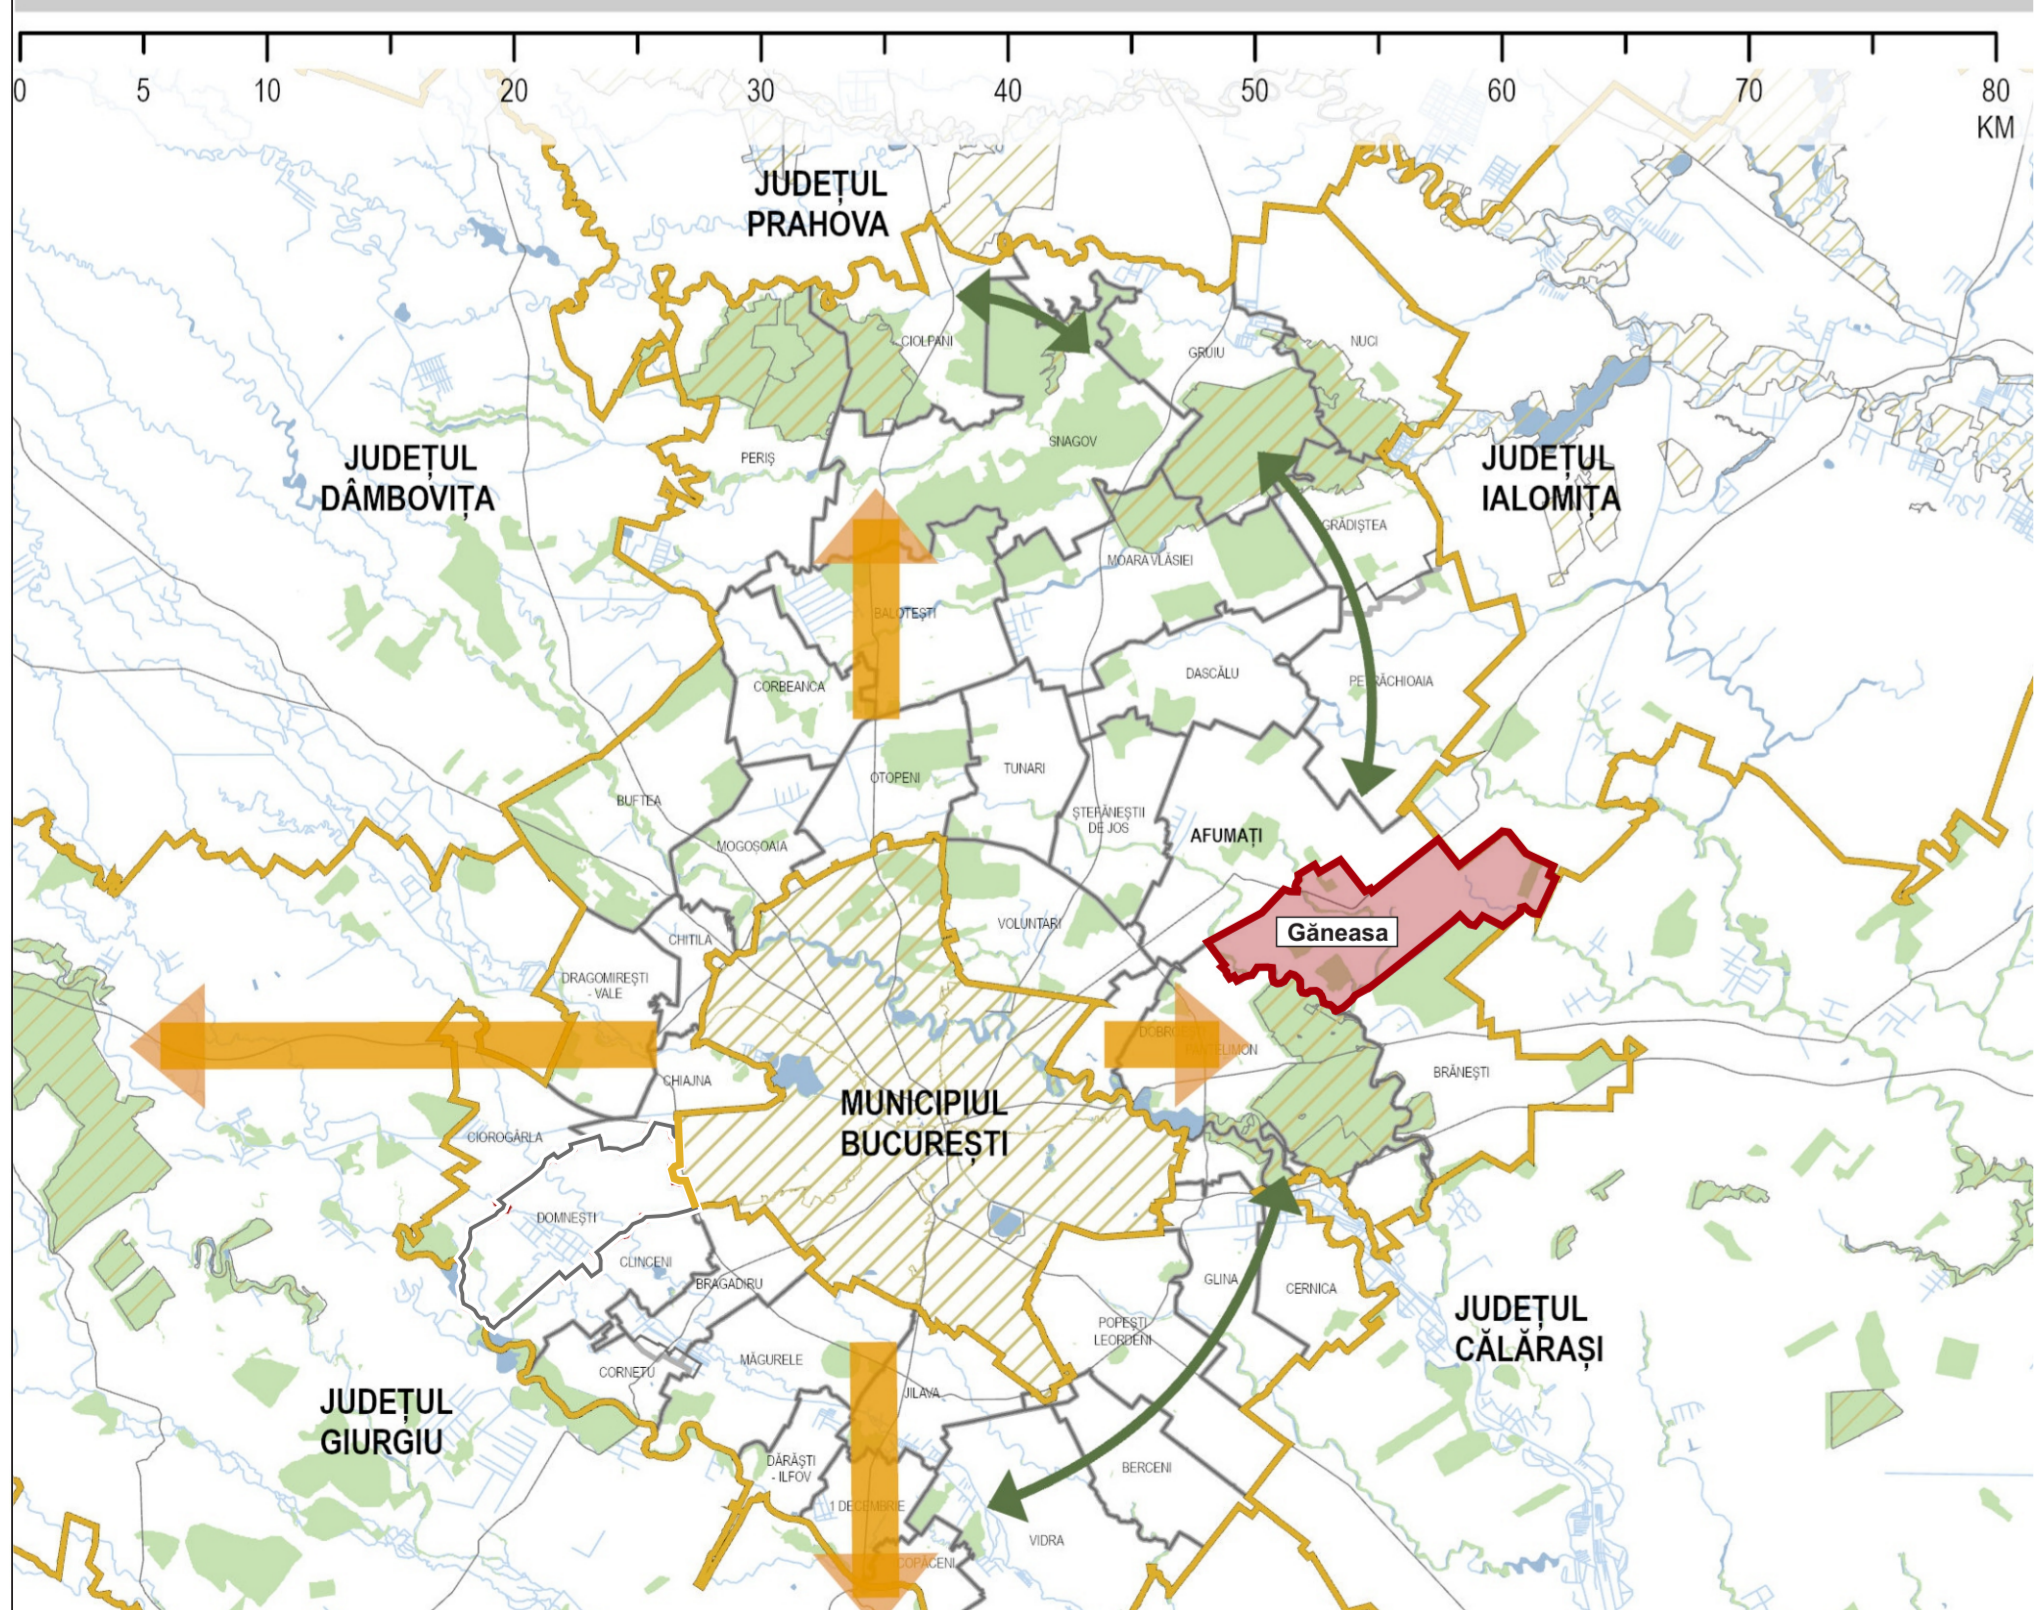 0 5 10 20 30 40 50 60 70 80
KM
JUDEȚUL
PRAHOVA
CIOLPANI
GRUIU
NUCI
SNAGOV
PERIȘ
JUDEȚUL
DÂMBOVIȚA
JUDEȚUL
IALOMIȚA
GRĂDIȘTEA
MOARA VLĂSIEI
BALOTEȘTI
DASCĂLU
PETRĂCHIOAIA
CORBEANCA
OTOPENI
TUNARI
BUFTEA
ȘTEFĂNEȘTII
DE JOS
AFUMAȚI
MOGOȘOAIA
VOLUNTARI
Găneasa
CHITILA
DRAGOMIREȘTI
- VALE
DOBROEȘTI
PANTELIMON
BRĂNEȘTI
CHIAJNA
MUNICIPIUL
BUCUREȘTI
CIOROGÂRLA
DOMNEȘTI
CLINCENI
BRAGADIRU
GLINA
CERNICA
JUDEȚUL
CĂLĂRAȘI
POPEȘTI
LEORDENI
MĂGURELE
CORNETU
JILAVA
JUDEȚUL
GIURGIU
DĂRĂȘTI
- ILFOV
BERCENI
1 DECEMBRIE
VIDRA
COPĂCENI